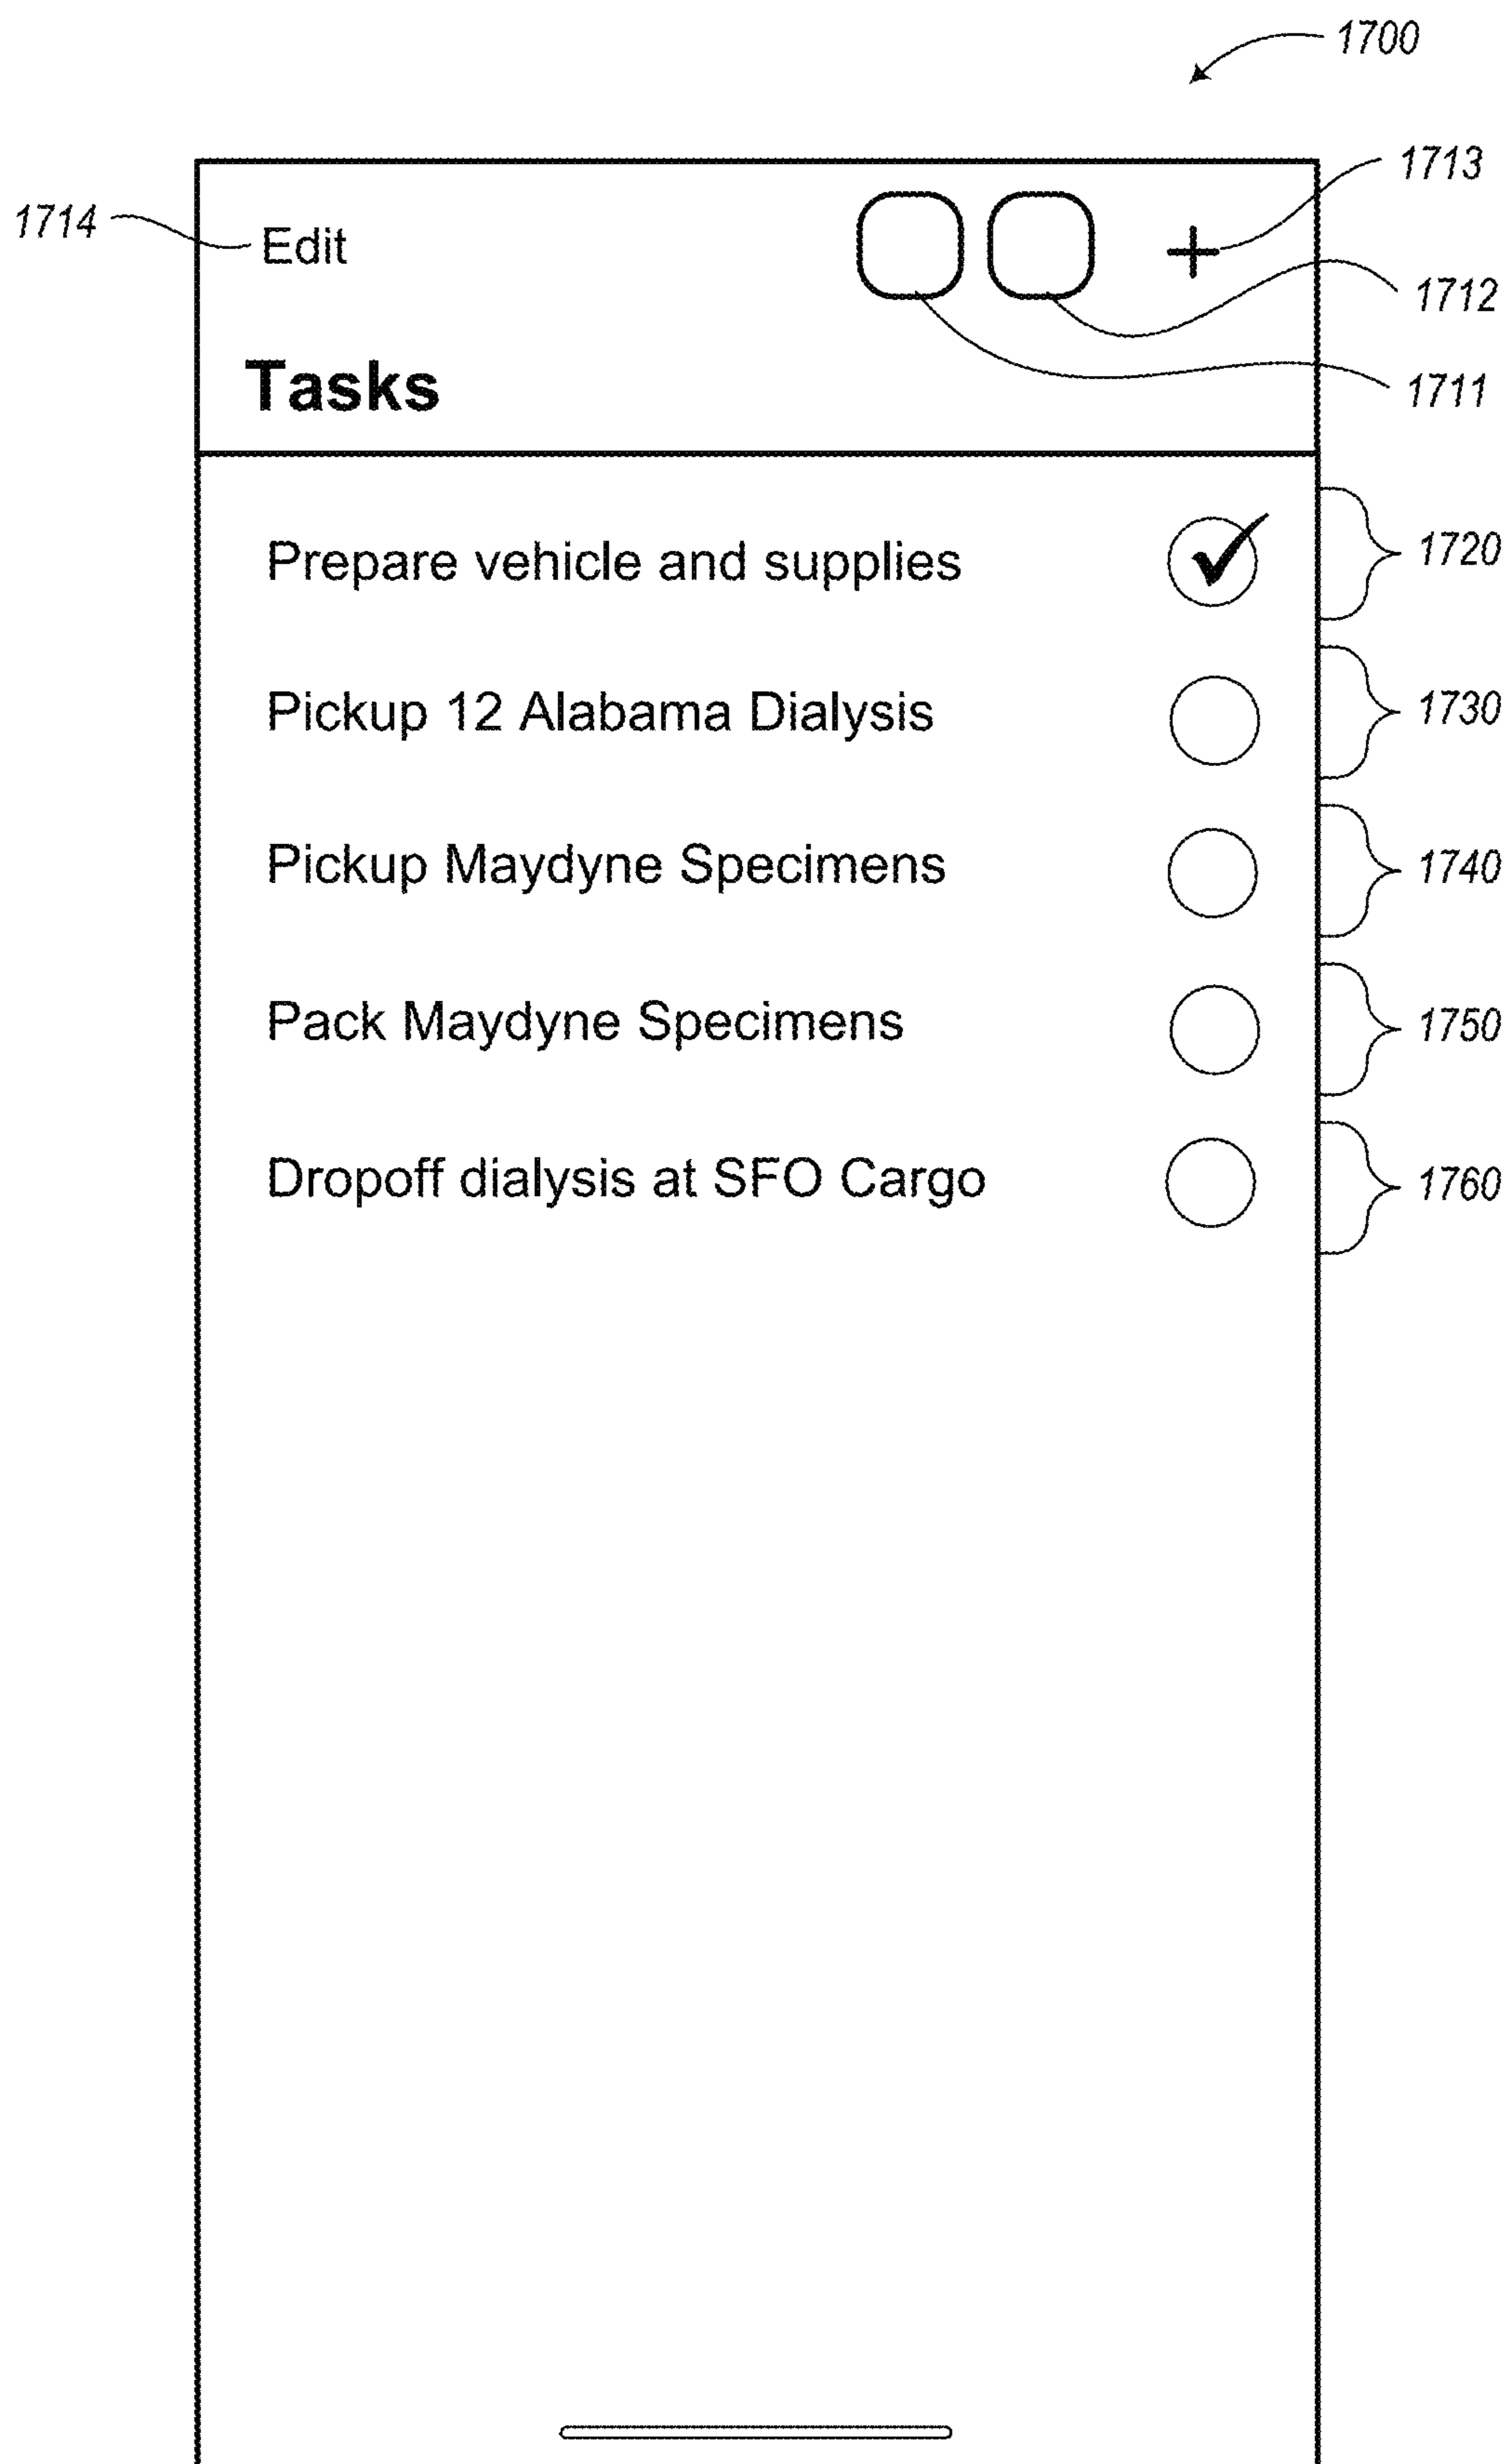 1700
1713
1714 Edit +
1712
Tasks
1711
Prepare vehicle and supplies 1720
Pickup 12 Alabama Dialysis 1730
Pickup Maydyne Specimens 1740
Pack Maydyne Specimens 1750
Dropoff dialysis at SFO Cargo 1760